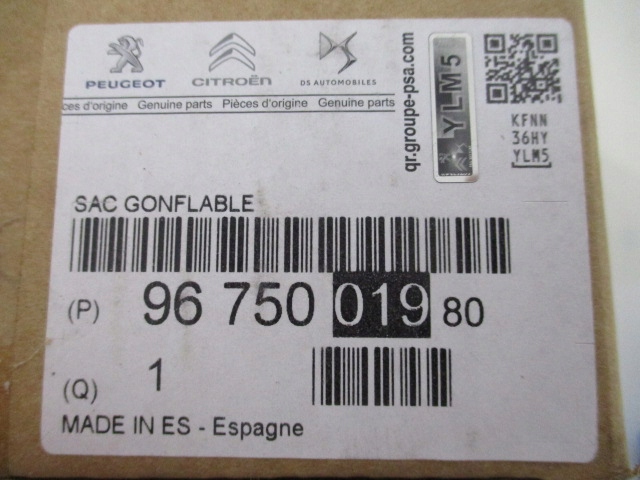 PEUGEOT
CITROËN
DS AUTOMOBILES
ces d'origine Genuine parts Pièces d'origine Genuine parts
qr.groupe-psa.com
YLM5
KFNN
36HY
YLM5
SAC GONFLABLE
(P) 96 750 019 80
(Q) 1
MADE IN ES - Espagne